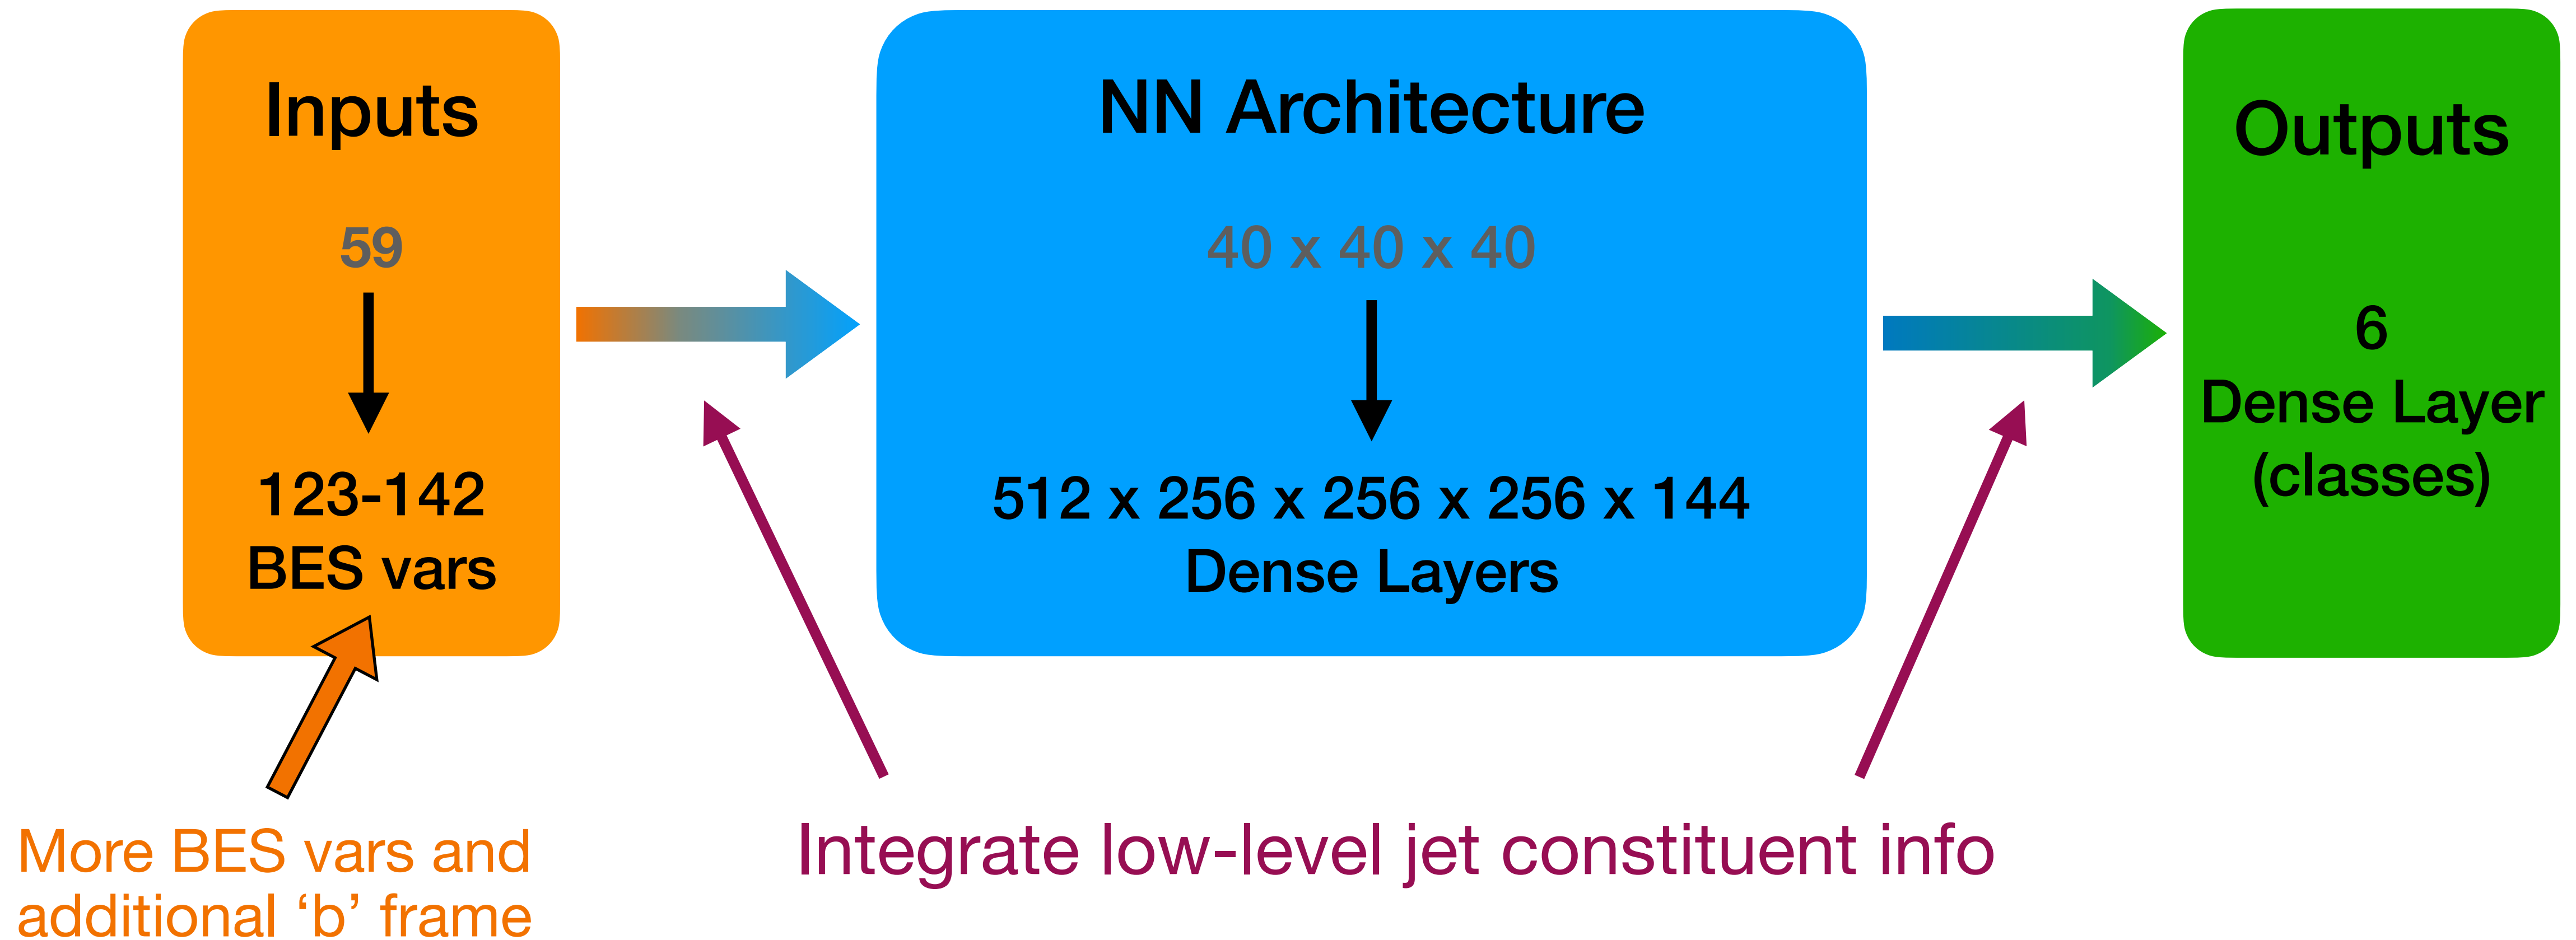 Inputs
59
123-142
BES vars
NN Architecture
40 x 40 x 40
512 x 256 x 256 x 256 x 144
Dense Layers
Outputs
6
Dense Layer
(classes)
More BES vars and
additional ‘b’ frame
Integrate low-level jet constituent info